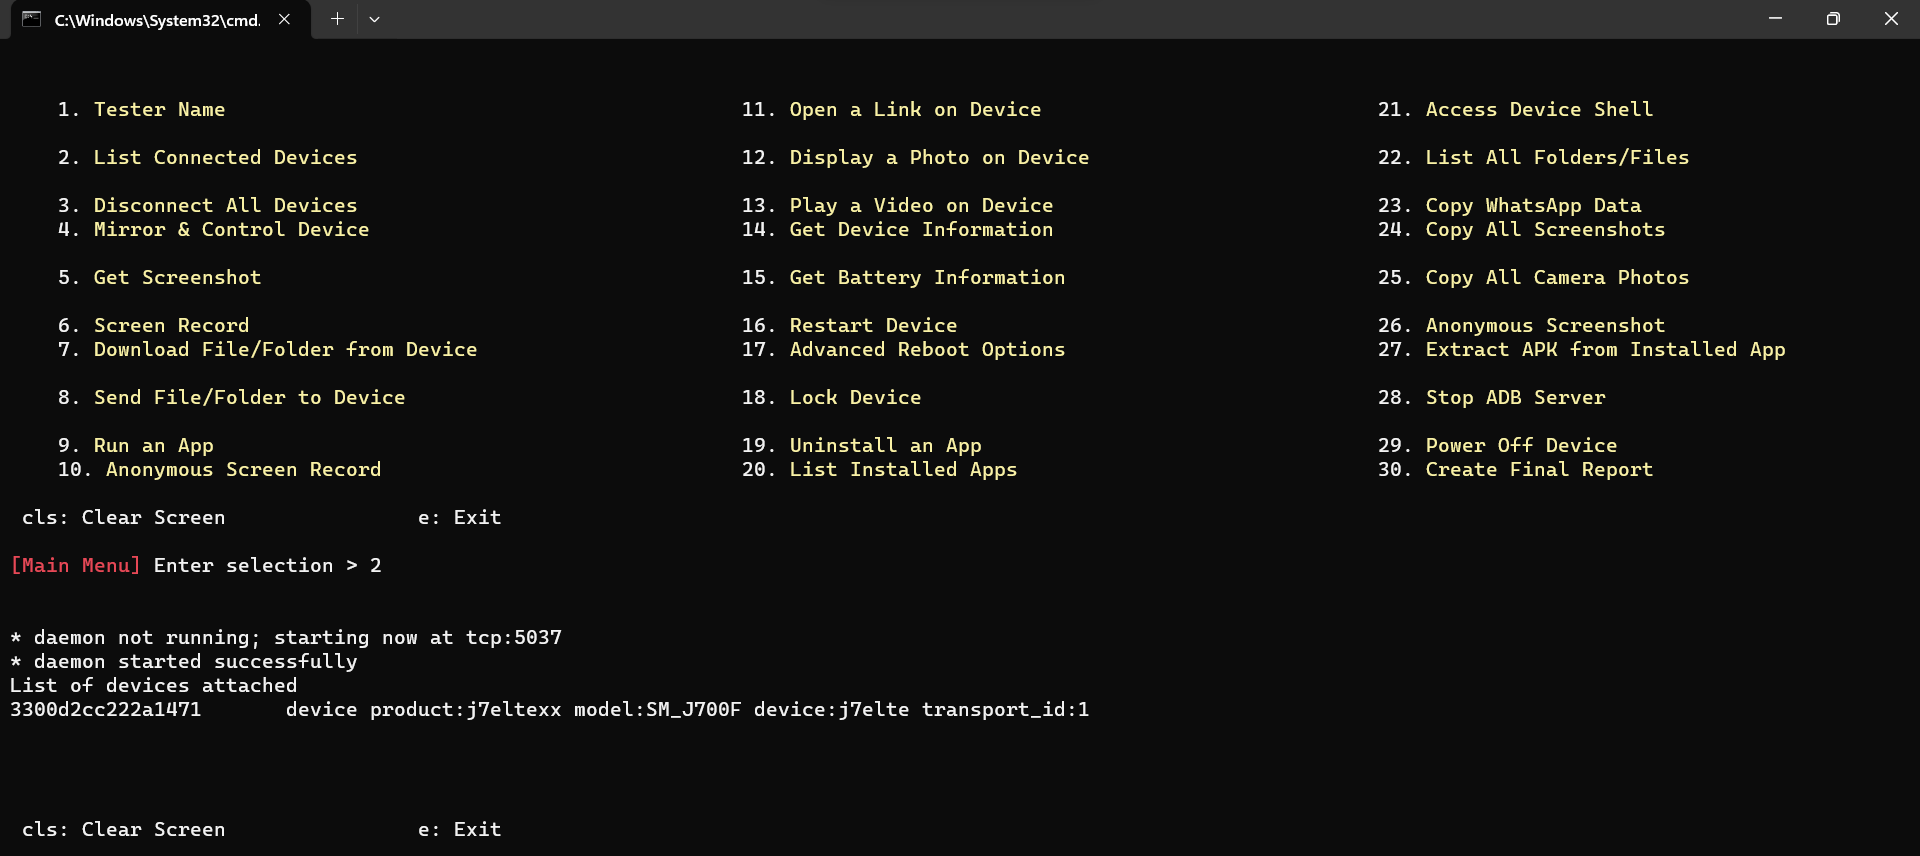 C:\Windows\System32\cmd.
1. Tester Name 11. Open a Link on Device 21. Access Device Shell
2. List Connected Devices 12. Display a Photo on Device 22. List All Folders/Files
3. Disconnect All Devices 13. Play a Video on Device 23. Copy WhatsApp Data
4. Mirror & Control Device 14. Get Device Information 24. Copy All Screenshots
5. Get Screenshot 15. Get Battery Information 25. Copy All Camera Photos
6. Screen Record 16. Restart Device 26. Anonymous Screenshot
7. Download File/Folder from Device 17. Advanced Reboot Options 27. Extract APK from Installed App
8. Send File/Folder to Device 18. Lock Device 28. Stop ADB Server
9. Run an App 19. Uninstall an App 29. Power Off Device
10. Anonymous Screen Record 20. List Installed Apps 30. Create Final Report
cls: Clear Screen e: Exit
[Main Menu] Enter selection > 2
* daemon not running; starting now at tcp:5037
* daemon started successfully
List of devices attached
3300d2cc222a1471 device product:j7eltexx model:SM_J700F device:j7elte transport_id:1
cls: Clear Screen e: Exit